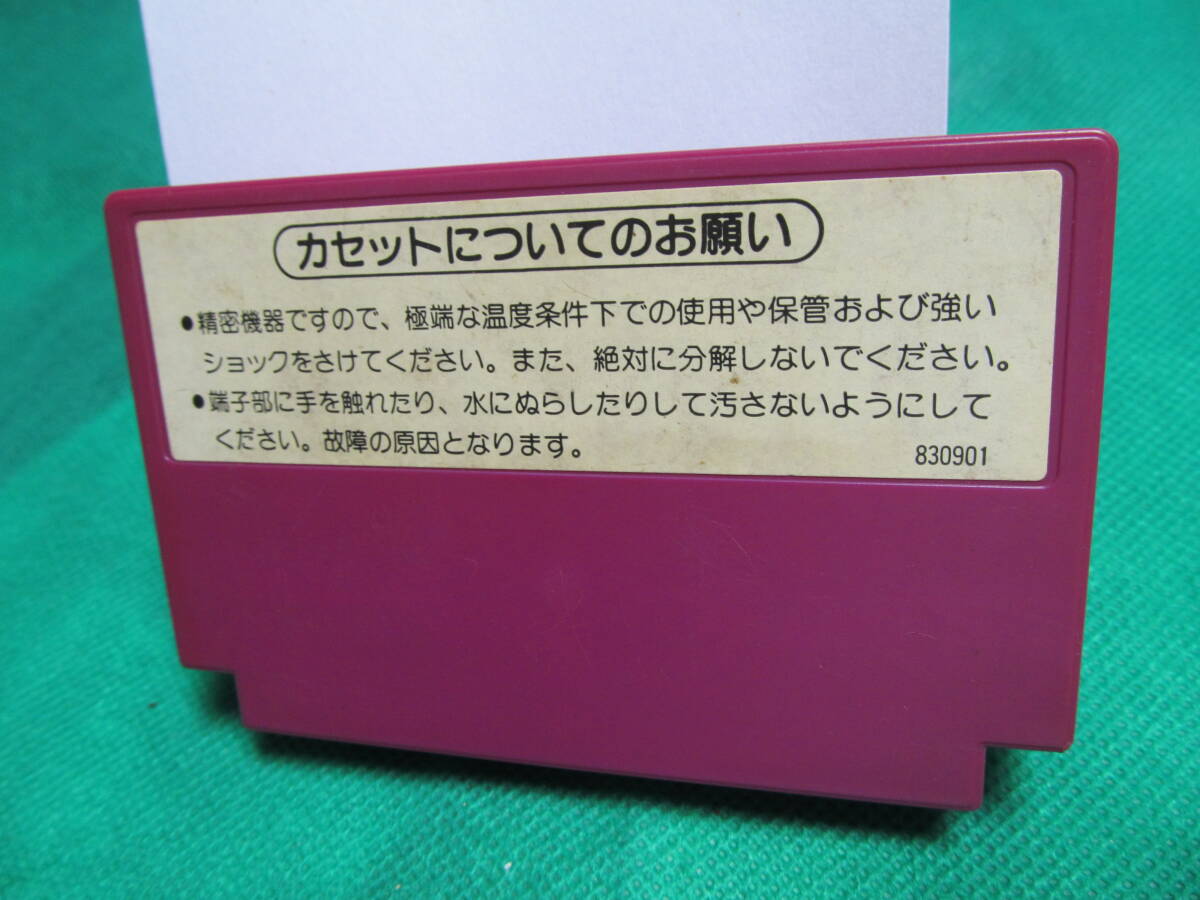 カセットについてのお願い
●精密機器ですので、極端な温度条件下での使用や保管および強い
ショックをさけてください。また、絶対に分解しないでください。
●端子部に手を触れたり、水にぬらしたりして汚さないようにして
ください。故障の原因となります。
830901